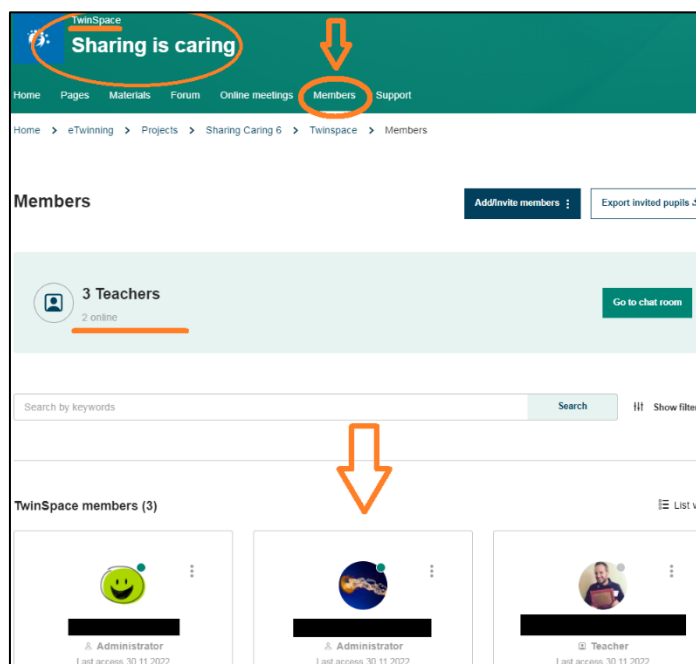 TwinSpace
Sharing is caring
Home Pages Materials Forum Online meetings Members Support
Home > eTwinning > Projects > Sharing Caring 6 > Twinspace > Members
Members
Add/Invite members
Export invited pupils
3 Teachers
2 online
Go to chat room
Search by keywords
Search
Show filter
TwinSpace members (3)
List v
Administrator
Last access 30.11.2022
Administrator
Last access 30.11.2022
Teacher
Last access 30.11.2022